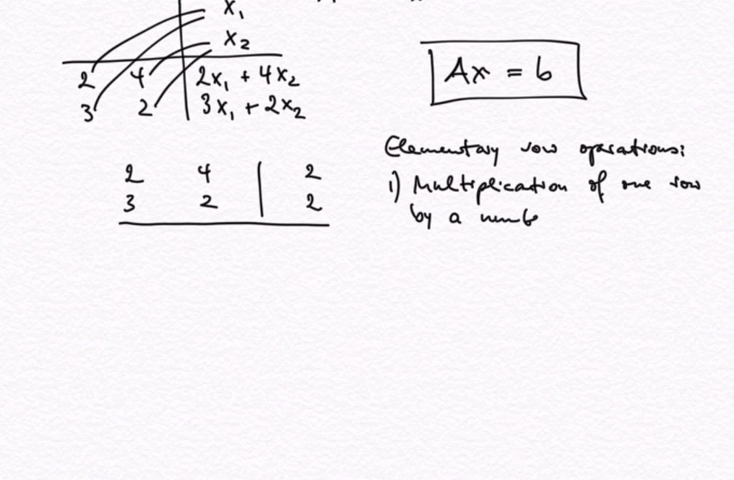 x₁
x₂
2 4 | 2x₁ + 4x₂
3 2 | 3x₁ + 2x₂
Ax = b
2 4 | 2
3 2 | 2
Elementary row operations:
1) Multiplication of one row
by a numbe